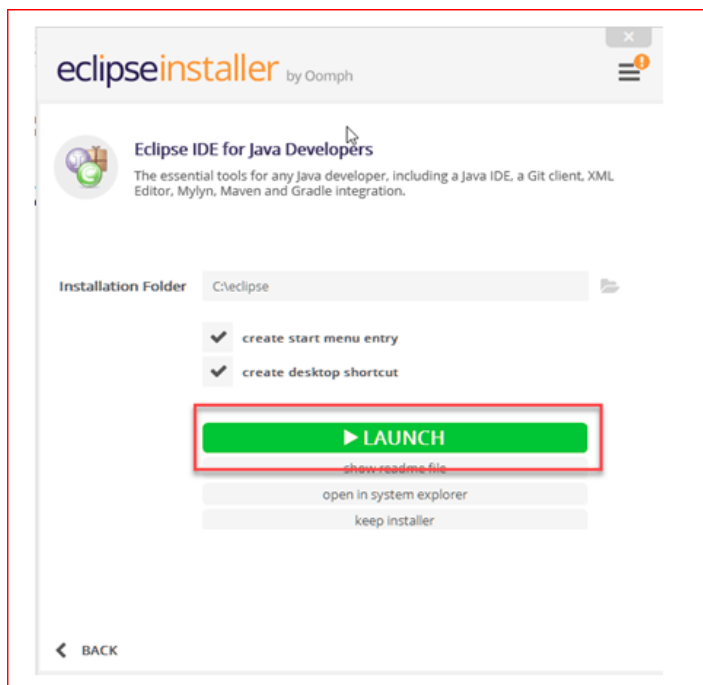 eclipseinstaller by Oomph
Eclipse IDE for Java Developers
The essential tools for any Java developer, including a Java IDE, a Git client, XML
Editor, Mylyn, Maven and Gradle integration.
Installation Folder C:\eclipse
create start menu entry
create desktop shortcut
LAUNCH
show readme file
open in system explorer
keep installer
BACK